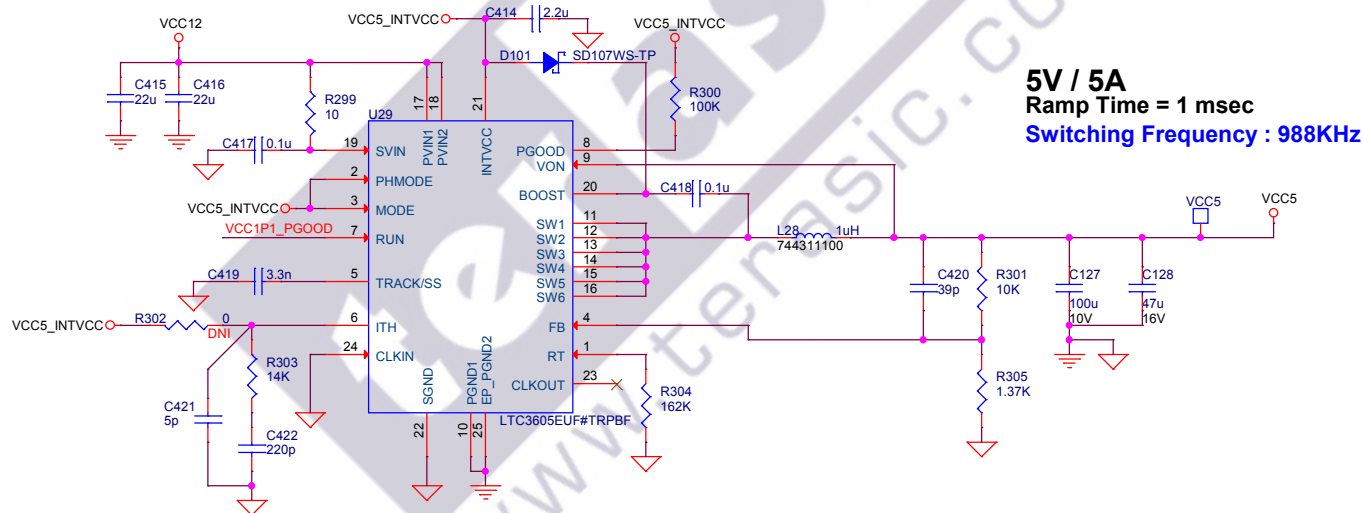 VCC5_INTVCC
C414
2.2u
VCC12
VCC5_INTVCC
D101
SD107WS-TP
C415
22u
C416
22u
R299
10
17
18
21
R300
100K
5V / 5A
Ramp Time = 1 msec
Switching Frequency : 988KHz
U29
C417
0.1u
19
SVIN
PVIN1
PVIN2
INTVCC
PGOOD
8
VON
9
2
PHMODE
BOOST
20
C418
0.1u
VCC5_INTVCC
3
MODE
VCC1P1_PGOOD
7
RUN
SW1
11
SW2
12
SW3
13
SW4
14
SW5
15
SW6
16
L28
1uH
744311100
VCC5
VCC5
C419
3.3n
5
TRACK/SS
C420
39p
R301
10K
C127
100u
10V
C128
47u
16V
VCC5_INTVCC
R302
0
DNI
6
ITH
FB
4
24
CLKIN
RT
1
R303
14K
SGND
PGND1
EP_PGND2
CLKOUT
23
R304
162K
R305
1.37K
C421
5p
C422
220p
22
10
25
LTC3605EUF#TRPBF
terasic
www.terasic.com